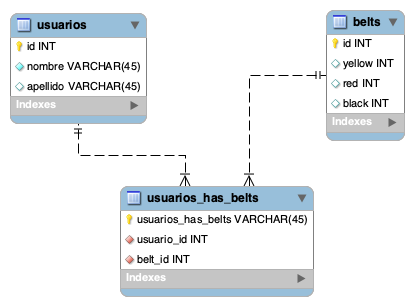 usuarios
id INT
nombre VARCHAR(45)
apellido VARCHAR(45)
Indexes
belts
id INT
yellow INT
red INT
black INT
Indexes
usuarios_has_belts
usuarios_has_belts VARCHAR(45)
usuario_id INT
belt_id INT
Indexes